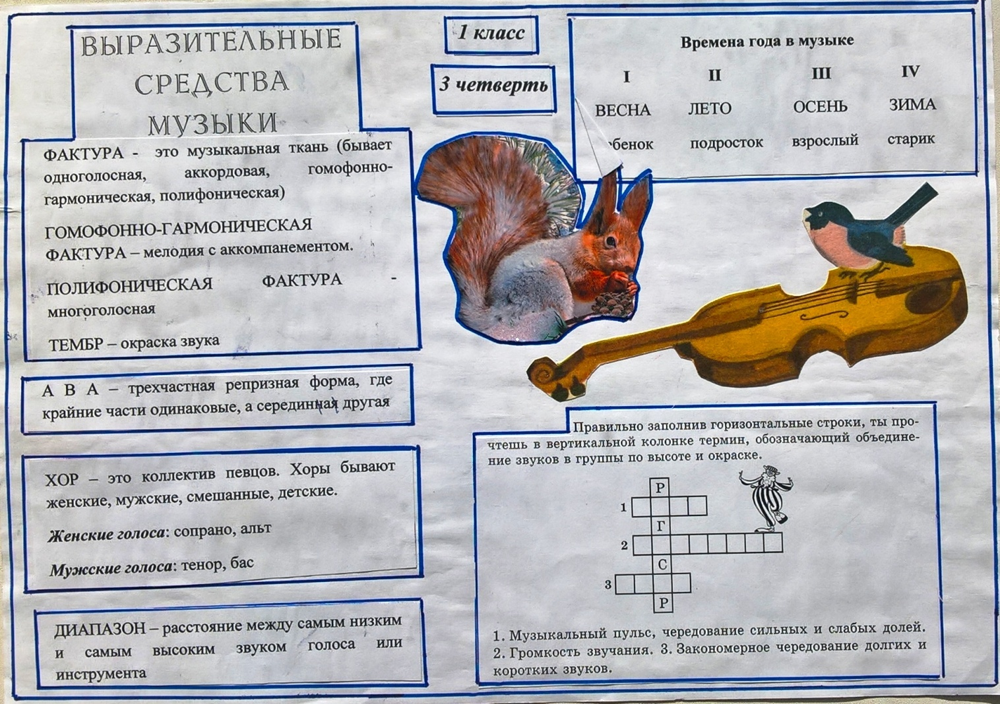 ВЫРАЗИТЕЛЬНЫЕ
СРЕДСТВА
МУЗЫКИ
ФАКТУРА - это музыкальная ткань (бывает
одноголосная, аккордовая, гомофонно-
гармоническая, полифоническая)
ГОМОФОННО-ГАРМОНИЧЕСКАЯ
ФАКТУРА – мелодия с аккомпанементом.
ПОЛИФОНИЧЕСКАЯ ФАКТУРА -
многоголосная
ТЕМБР – окраска звука
А В А – трехчастная репризная форма, где
крайние части одинаковые, а серединная другая
ХОР – это коллектив певцов. Хоры бывают
женские, мужские, смешанные, детские.
Женские голоса: сопрано, альт
Мужские голоса: тенор, бас
ДИАПАЗОН – расстояние между самым низким
и самым высоким звуком голоса или
инструмента
1 класс
3 четверть
Времена года в музыке
I II III IV
ВЕСНА ЛЕТО ОСЕНЬ ЗИМА
бенок подросток взрослый старик
Правильно заполнив горизонтальные строки, ты про-
чтешь в вертикальной колонке термин, обозначающий объедине-
ние звуков в группы по высоте и окраске.
Р
1
Г
2
С
3
Р
1. Музыкальный пульс, чередование сильных и слабых долей.
2. Громкость звучания. 3. Закономерное чередование долгих и
коротких звуков.